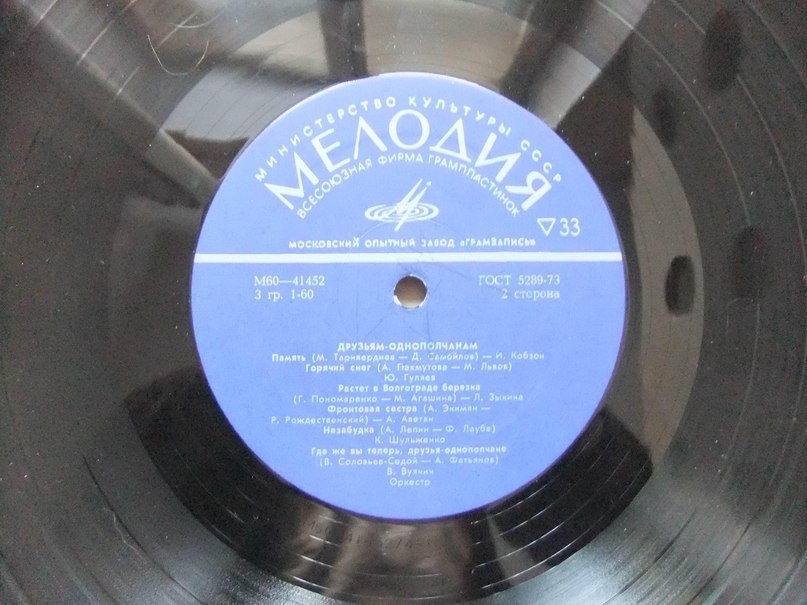 МИНИСТЕРСТВО КУЛЬТУРЫ СССР
МЕЛОДИЯ
ВСЕСОЮЗНАЯ ФИРМА ГРАМПЛАСТИНОК
33
МОСКОВСКИЙ ОПЫТНЫЙ ЗАВОД «ГРАМЗАПИСЬ»
М60—41452 ГОСТ 5289-73
3 гр. 1-60 2 сторона
ДРУЗЬЯМ-ОДНОПОЛЧАНАМ
Память (М. Таривердиев — Д. Самойлов) — И. Кобзон
Горячий снег (А. Пахмутова — М. Львов)
Ю. Гуляев
Растет в Волгограде березка
(Г. Пономаренко — М. Агашина) — Л. Зыкина
Фронтовая сестра (А. Экимян —
Р. Рождественский) — А. Аветян
Незабудка (А. Лепин — Ф. Лаубе)
К. Шульженко
Где же вы теперь, друзья-однополчане
(В. Соловьев-Седой — А. Фатьянов)
В. Вуячич
Оркестр